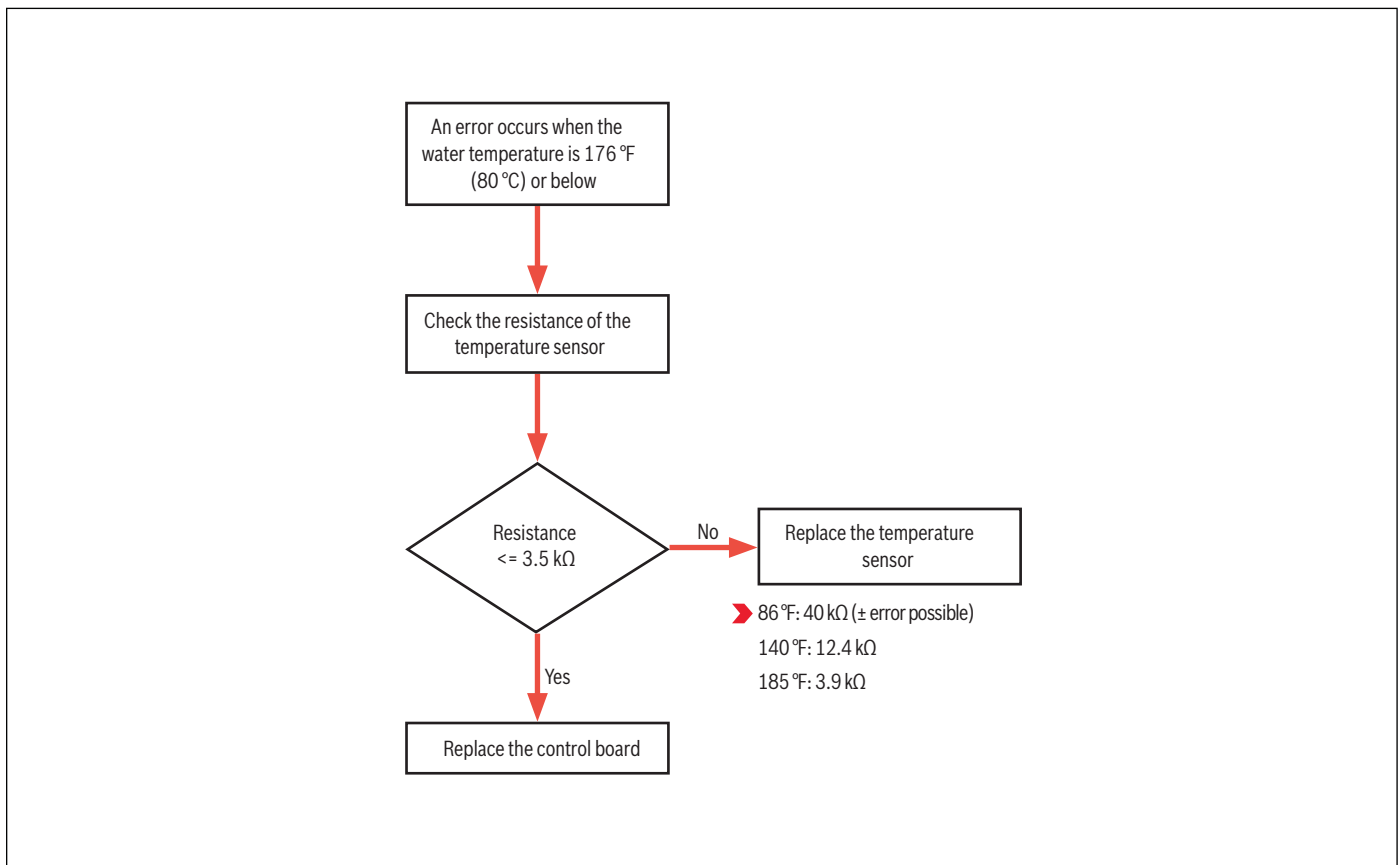 An error occurs when the
water temperature is 176 °F
(80 °C) or below
Check the resistance of the
temperature sensor
Resistance
<= 3.5 kΩ
No
Replace the temperature
sensor
86 °F: 40 kΩ (± error possible)
140 °F: 12.4 kΩ
185 °F: 3.9 kΩ
Yes
Replace the control board